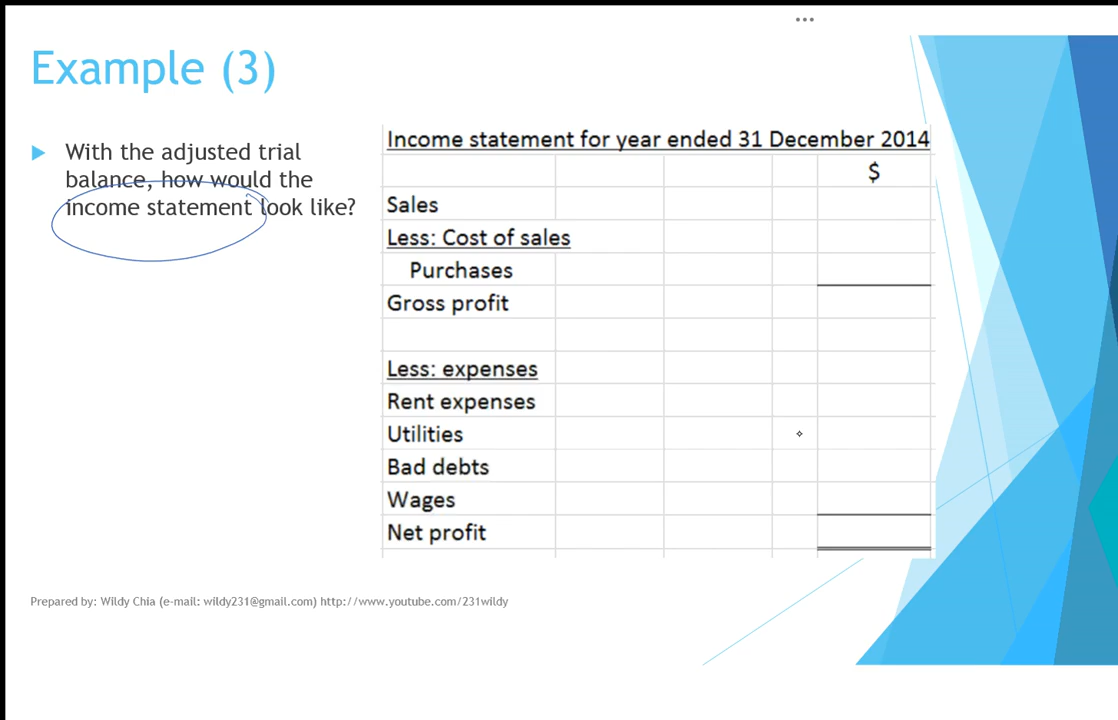 Example (3)
With the adjusted trial
balance, how would the
income statement look like?
Income statement for year ended 31 December 2014
$
Sales
Less: Cost of sales
Purchases
Gross profit
Less: expenses
Rent expenses
Utilities
Bad debts
Wages
Net profit
Prepared by: Wildy Chia (e-mail: wildy231@gmail.com) http://www.youtube.com/231wildy